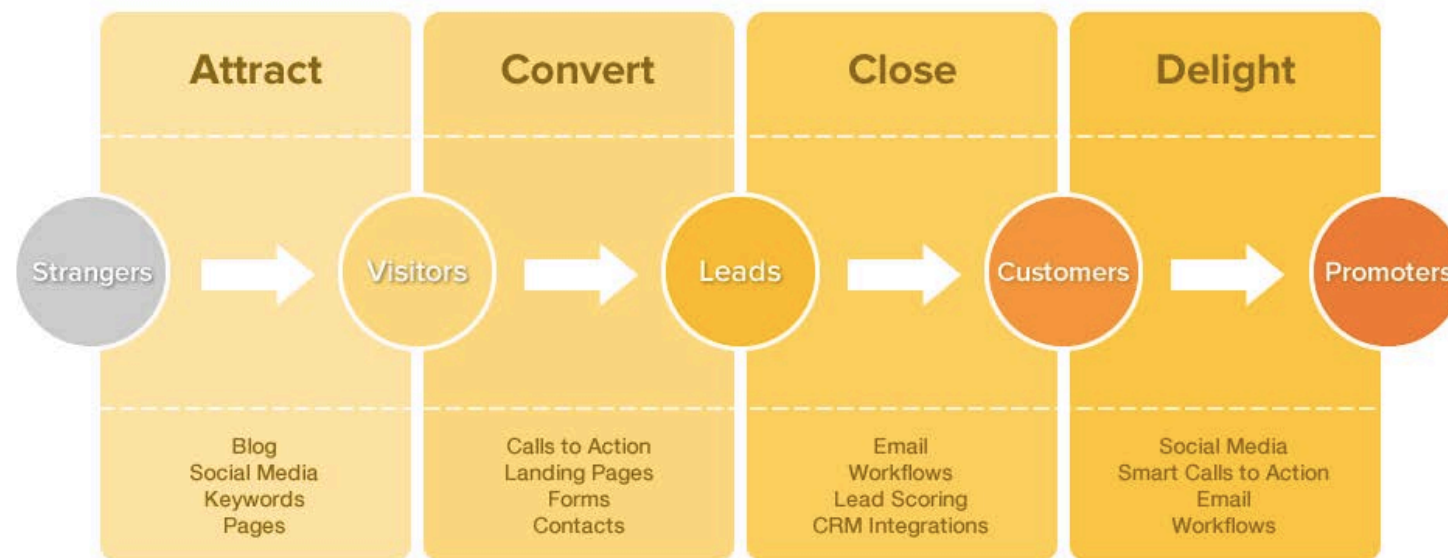 Attract
Convert
Close
Delight
Strangers
Visitors
Leads
Customers
Promoters
Blog
Social Media
Keywords
Pages
Calls to Action
Landing Pages
Forms
Contacts
Email
Workflows
Lead Scoring
CRM Integrations
Social Media
Smart Calls to Action
Email
Workflows